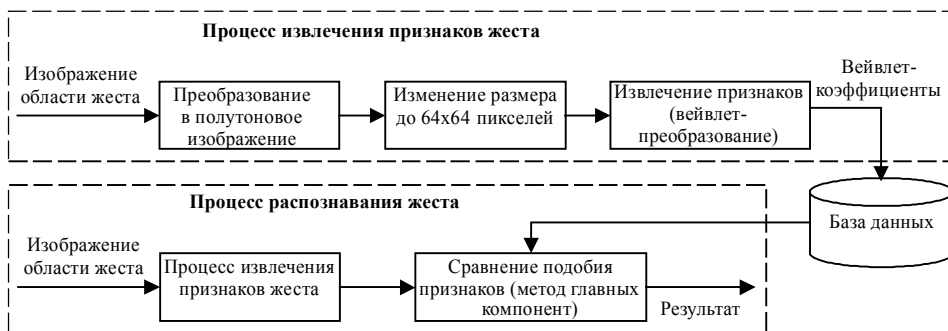 Процесс извлечения признаков жеста
Изображение
области жеста
Преобразование
в полутоновое
изображение
Изменение размера
до 64x64 пикселей
Извлечение признаков
(вейвлет-
преобразование)
Вейвлет-
коэффициенты
База данных
Процесс распознавания жеста
Изображение
области жеста
Процесс извлечения
признаков жеста
Сравнение подобия
признаков (метод главных
компонент)
Результат